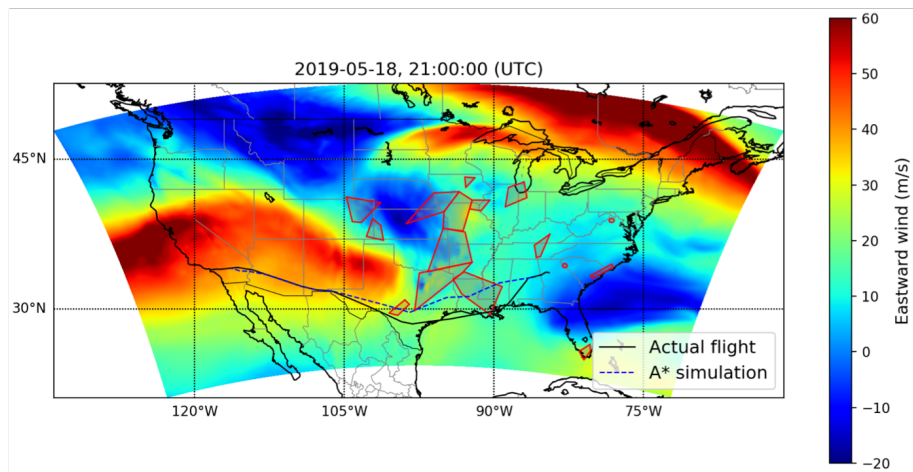 2019-05-18, 21:00:00 (UTC)
60
50
40
30
20
10
0
−10
−20
Eastward wind (m/s)
45°N
30°N
120°W
105°W
90°W
75°W
Actual flight
A* simulation